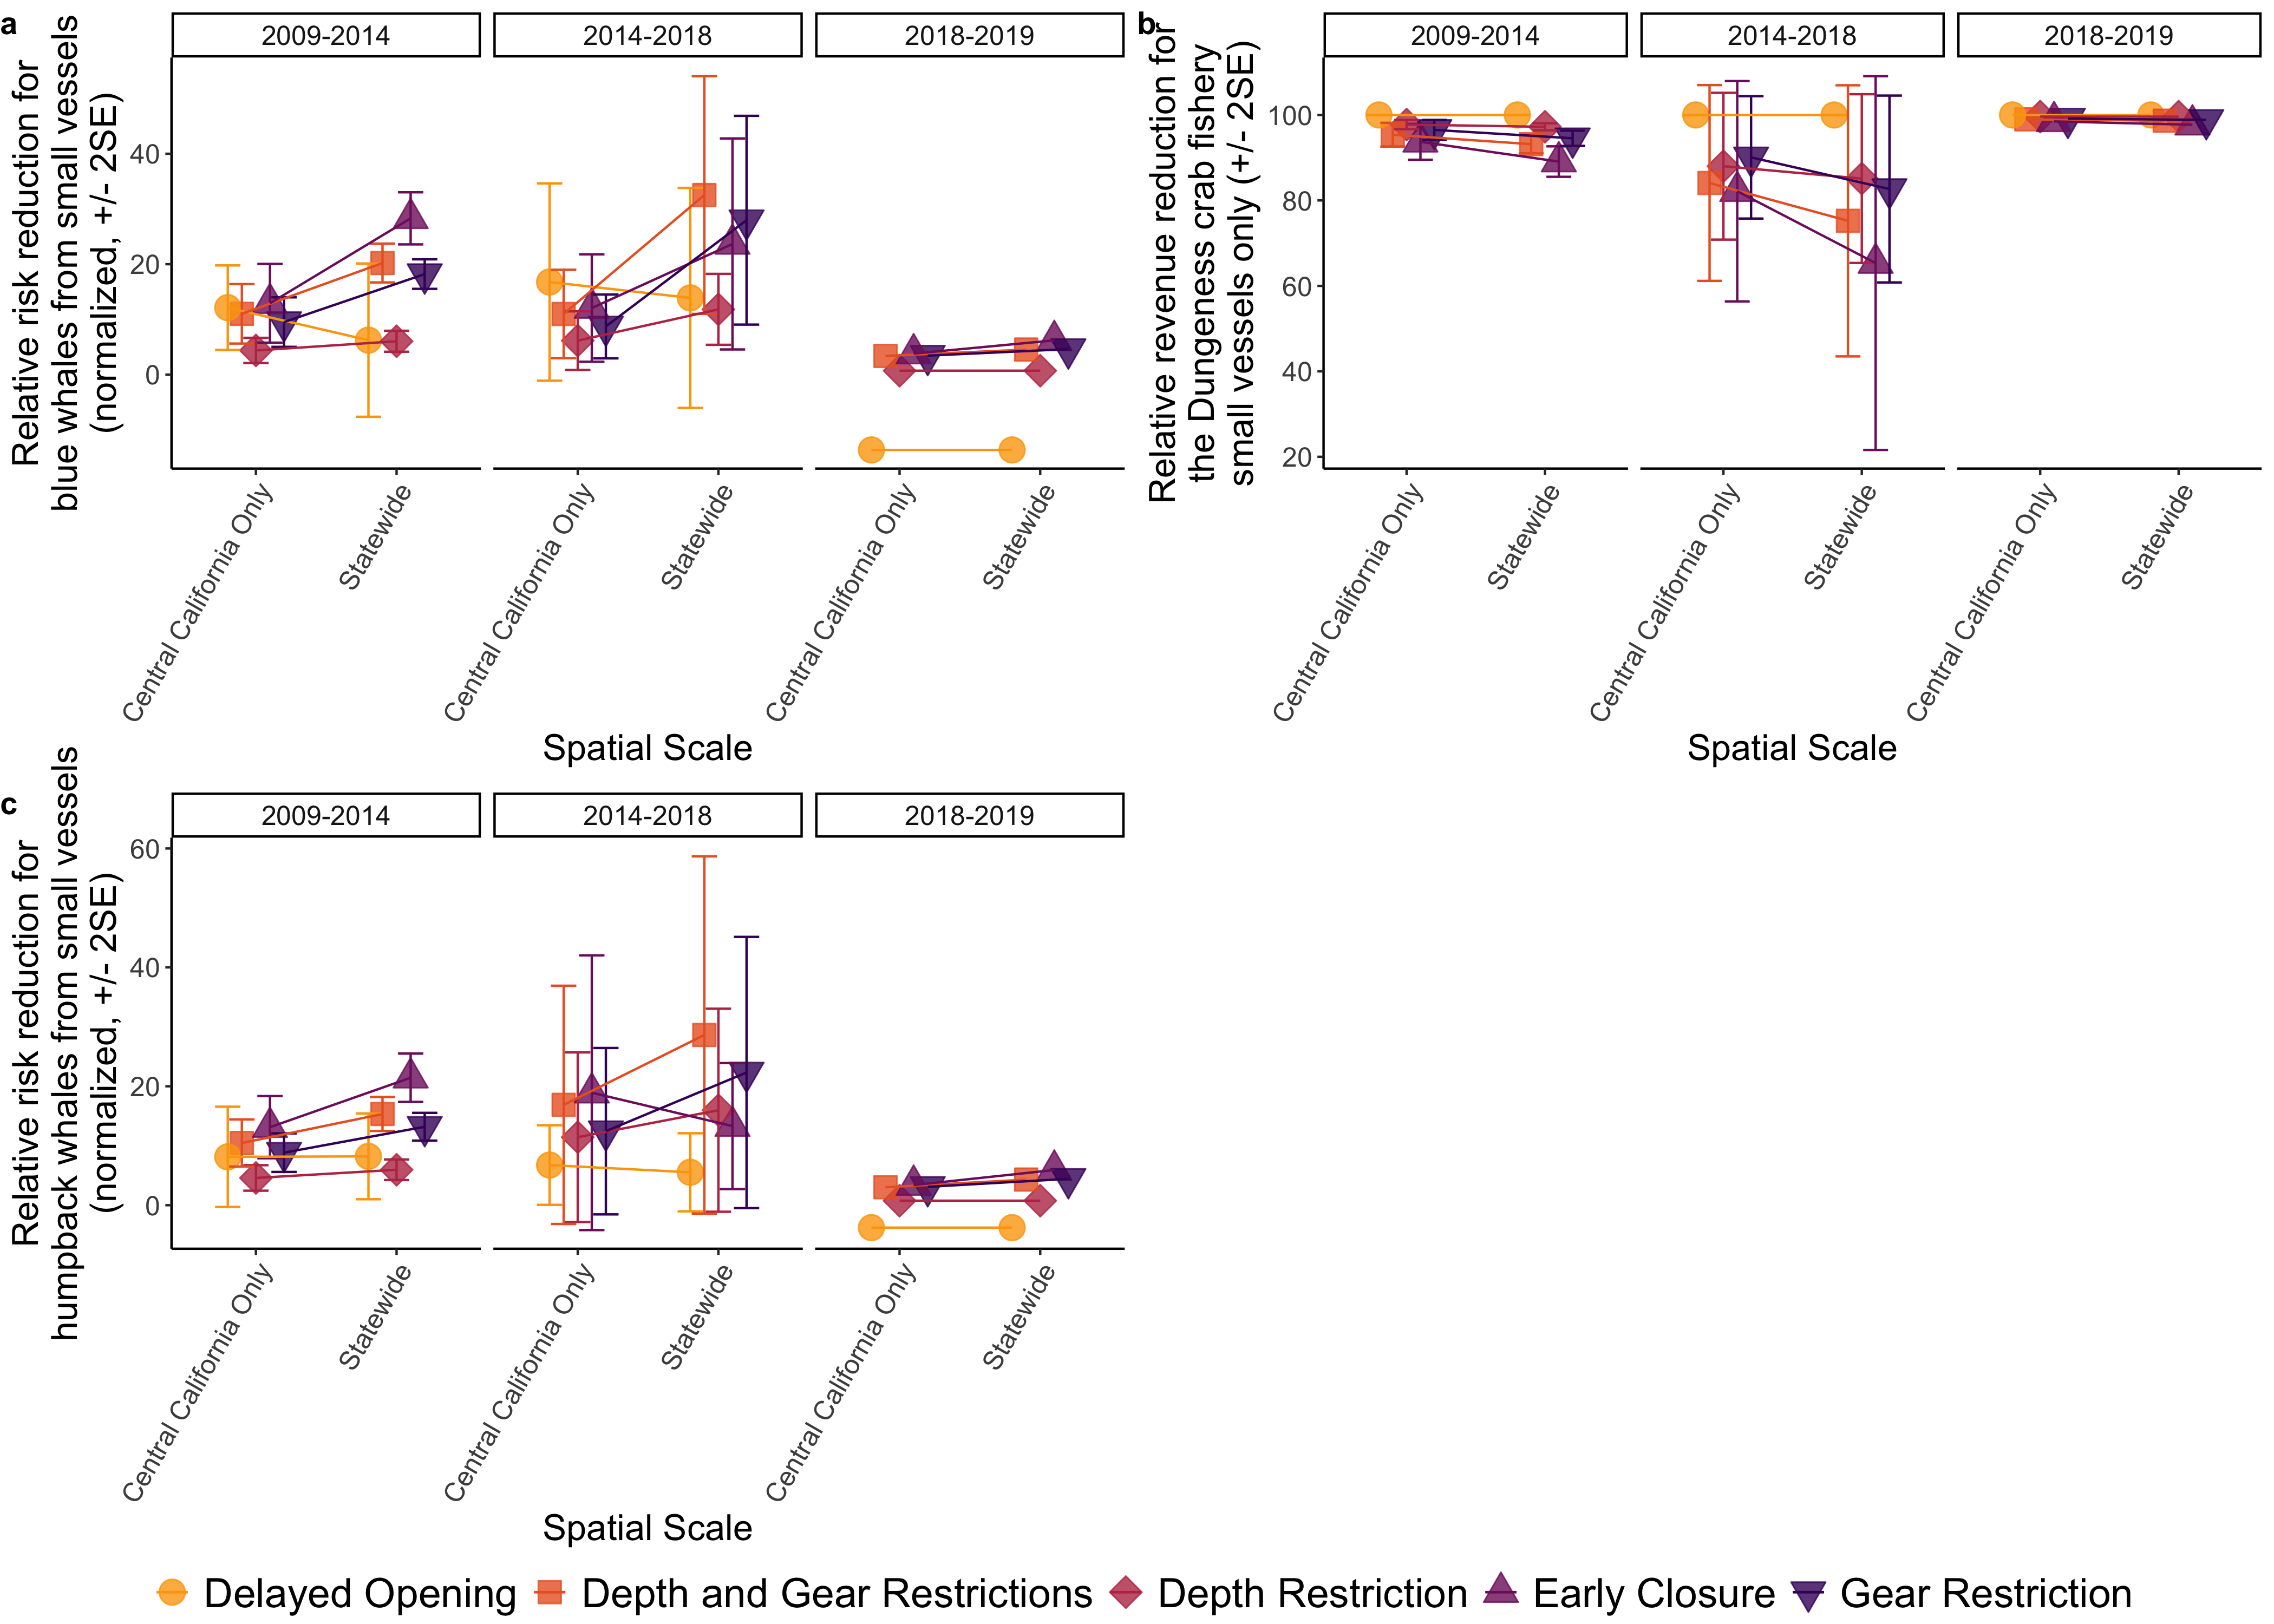 a
2009-2014
2014-2018
2018-2019
Relative risk reduction for
blue whales from small vessels
(normalized, +/- 2SE)
40
20
0
Central California Only
Statewide
Central California Only
Statewide
Central California Only
Statewide
Spatial Scale
b
2009-2014
2014-2018
2018-2019
Relative revenue reduction for
the Dungeness crab fishery
small vessels only (+/- 2SE)
100
80
60
40
20
Central California Only
Statewide
Central California Only
Statewide
Central California Only
Statewide
Spatial Scale
c
2009-2014
2014-2018
2018-2019
Relative risk reduction for
humpback whales from small vessels
(normalized, +/- 2SE)
60
40
20
0
Central California Only
Statewide
Central California Only
Statewide
Central California Only
Statewide
Spatial Scale
Delayed Opening Depth and Gear Restrictions Depth Restriction Early Closure Gear Restriction